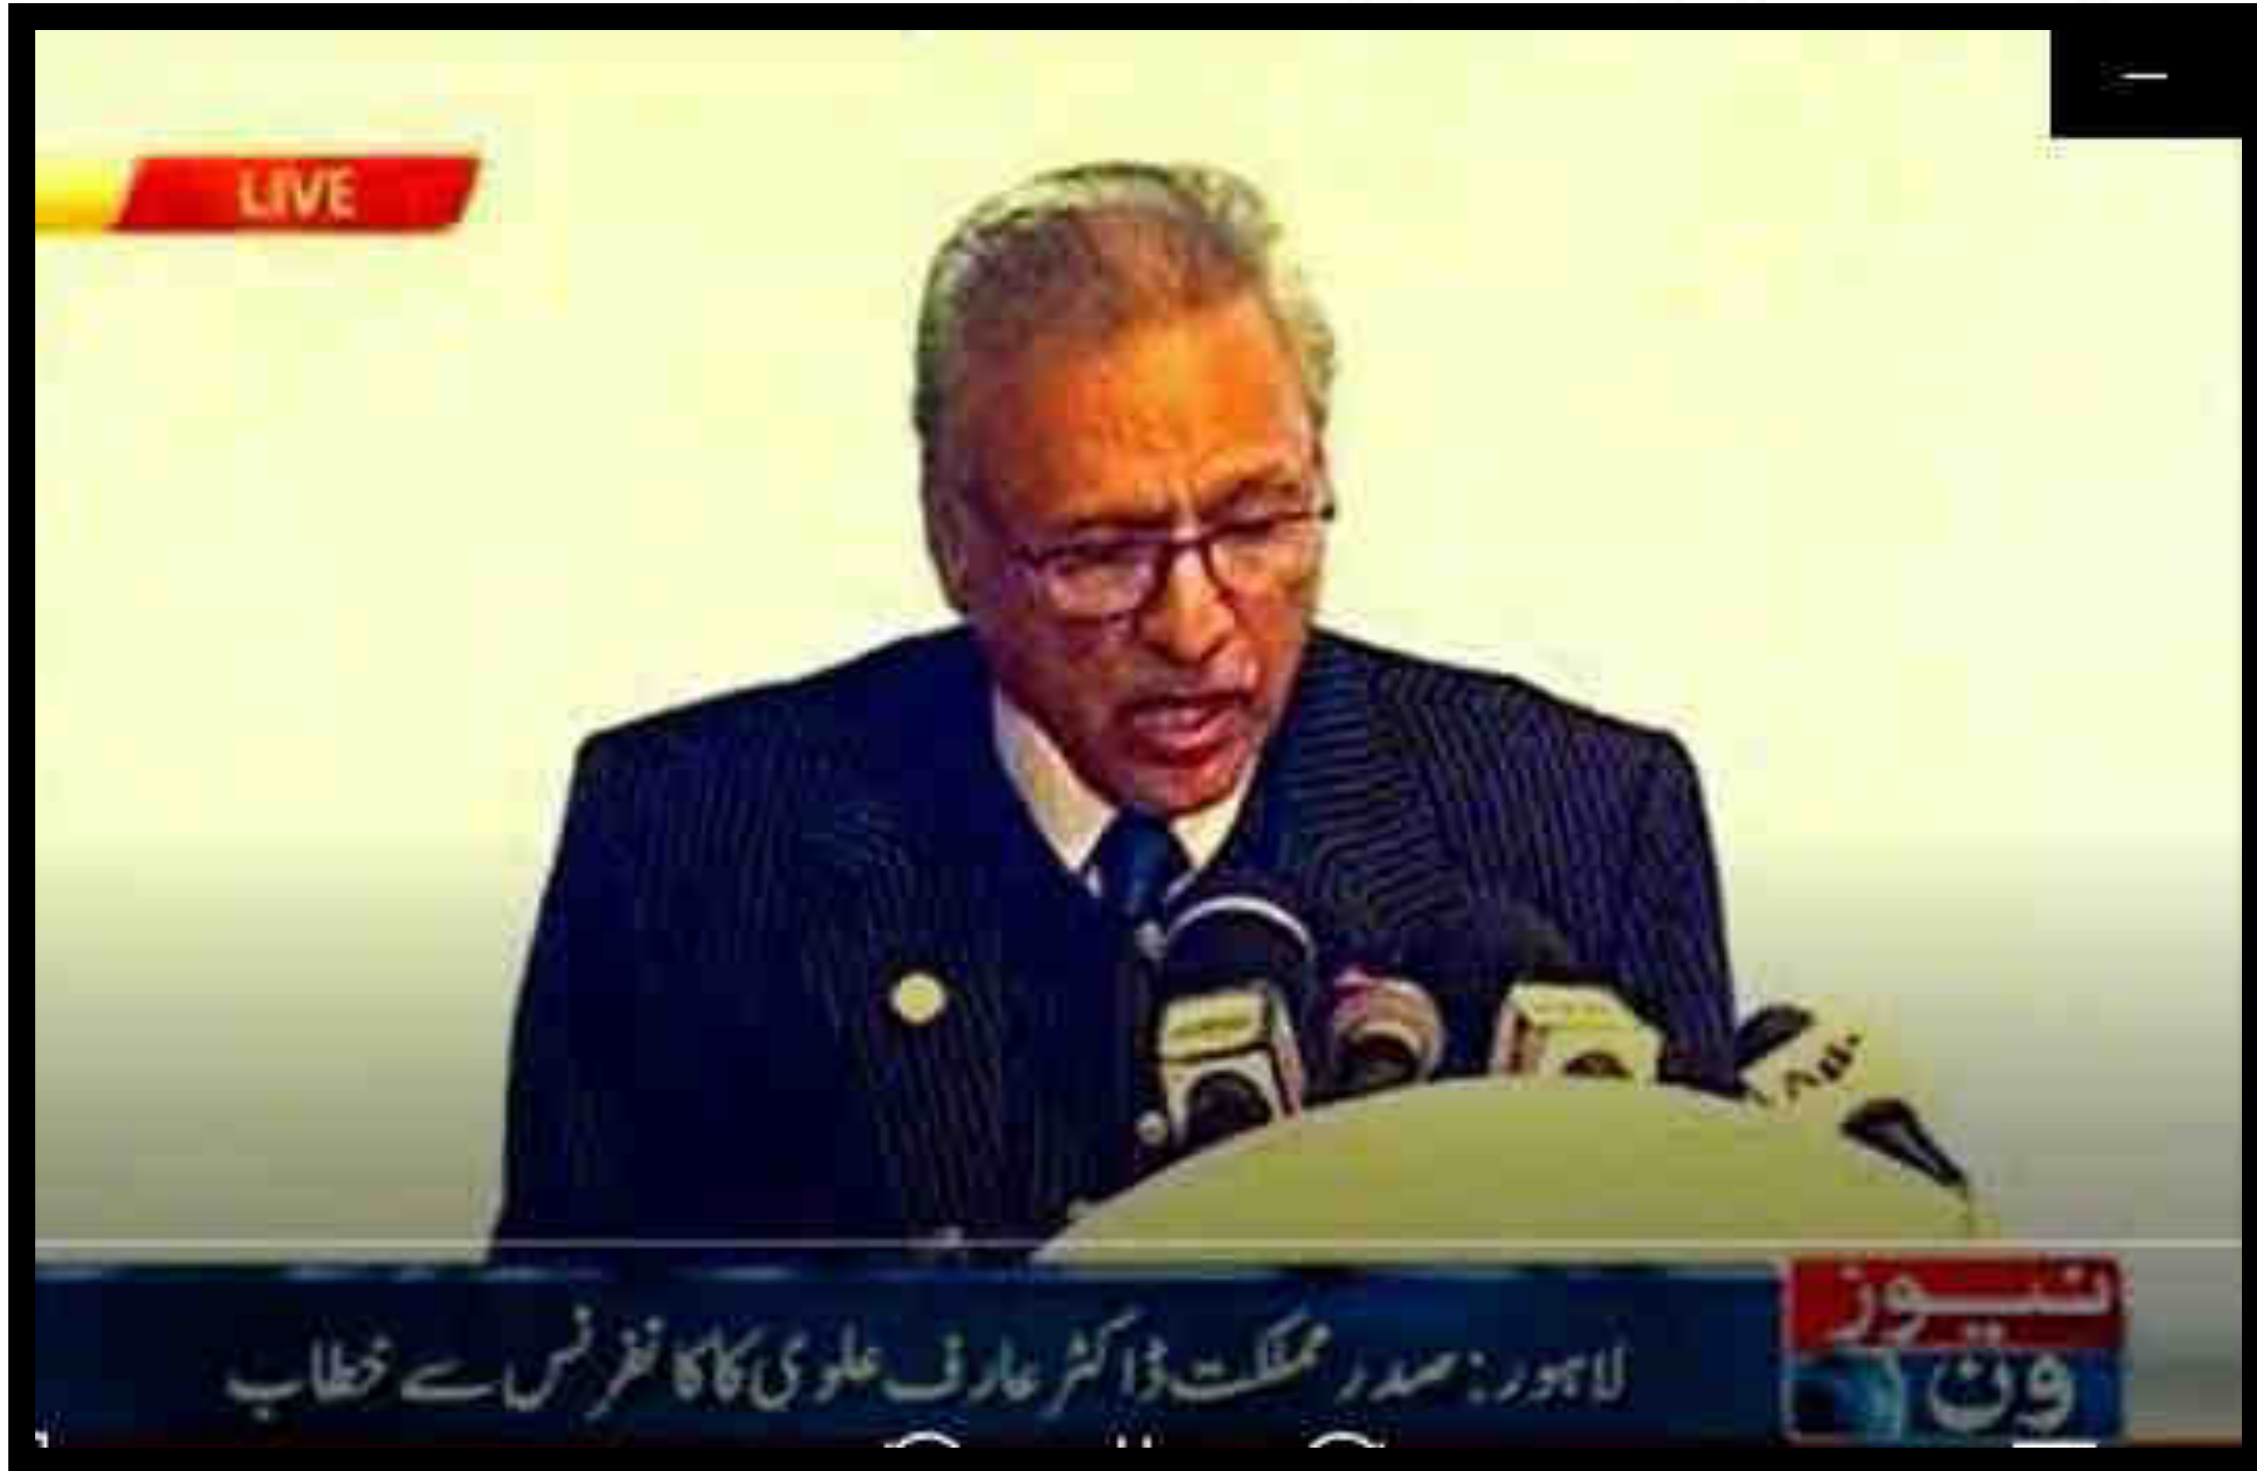 LIVE
لاہور: صدر مملکت ڈاکٹر عارف علوی کا کانفرنس سے خطاب
نیوز
ون